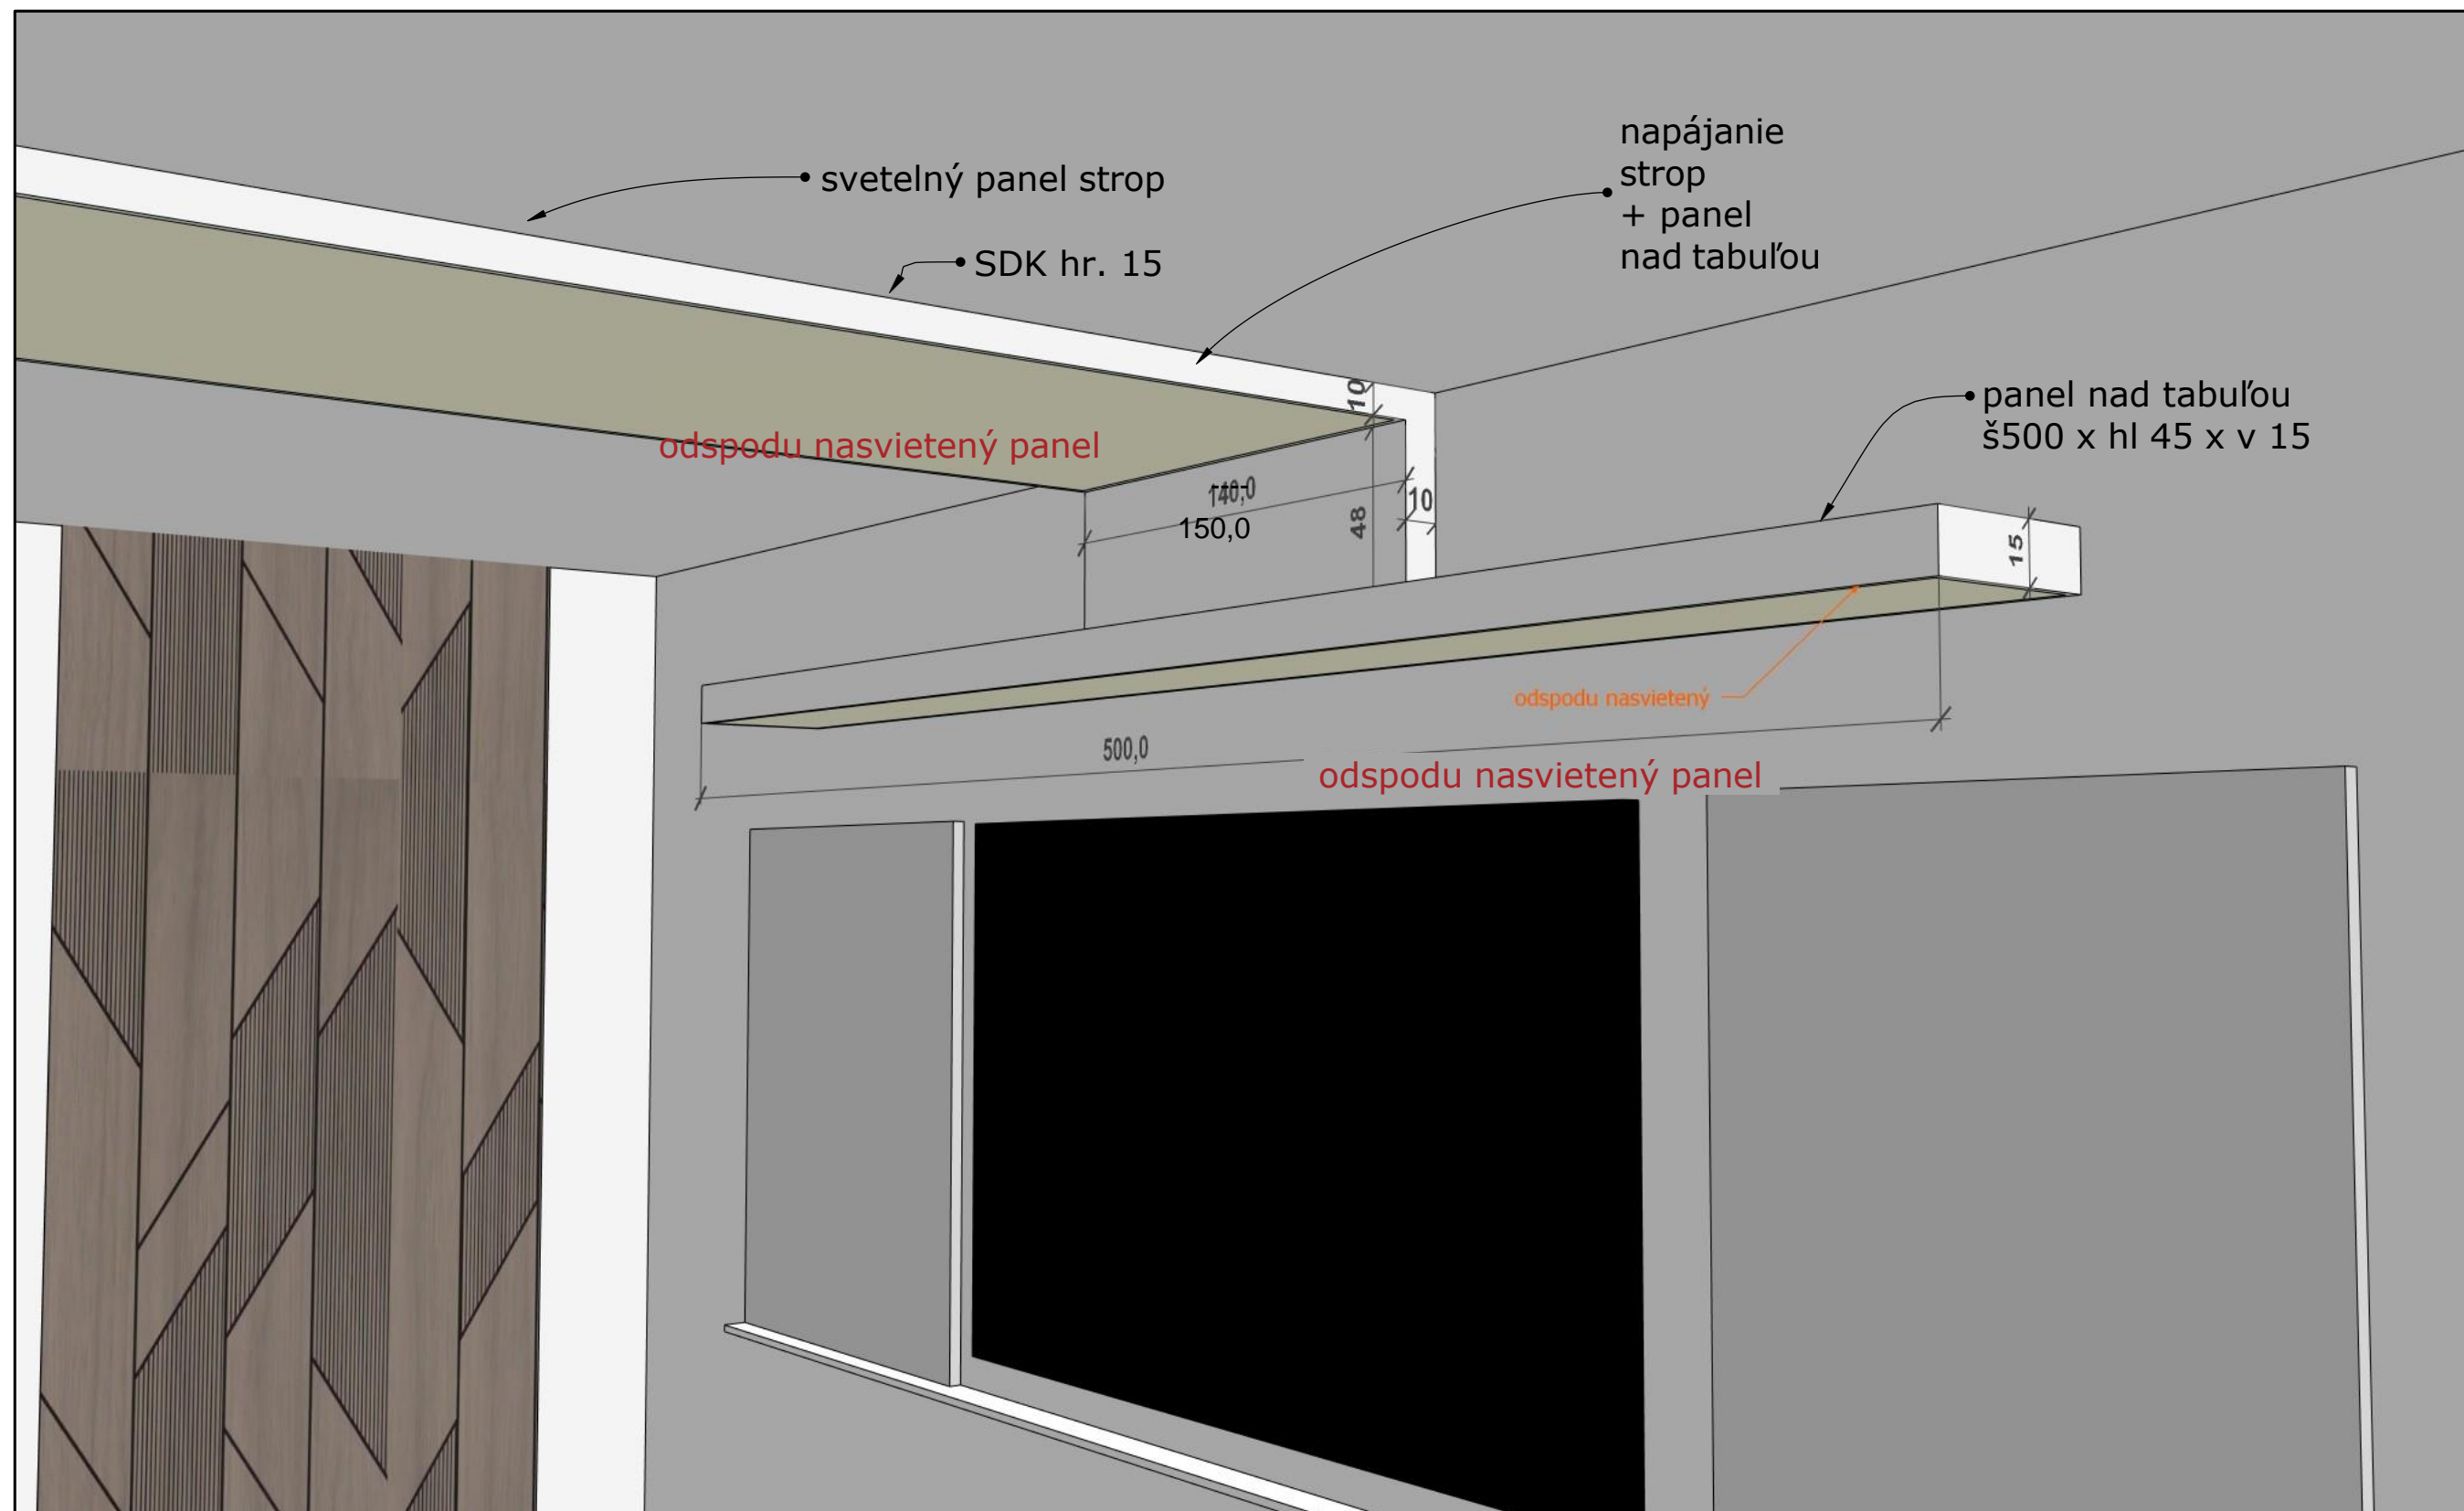 svetelný panel strop
SDK hr. 15
napájanie
strop
+ panel
nad tabuľou
panel nad tabuľou
š500 x hl 45 x v 15
10
odspodu nasvietený panel
140,0
150,0
48
10
15
odspodu nasvietený
500,0
odspodu nasvietený panel